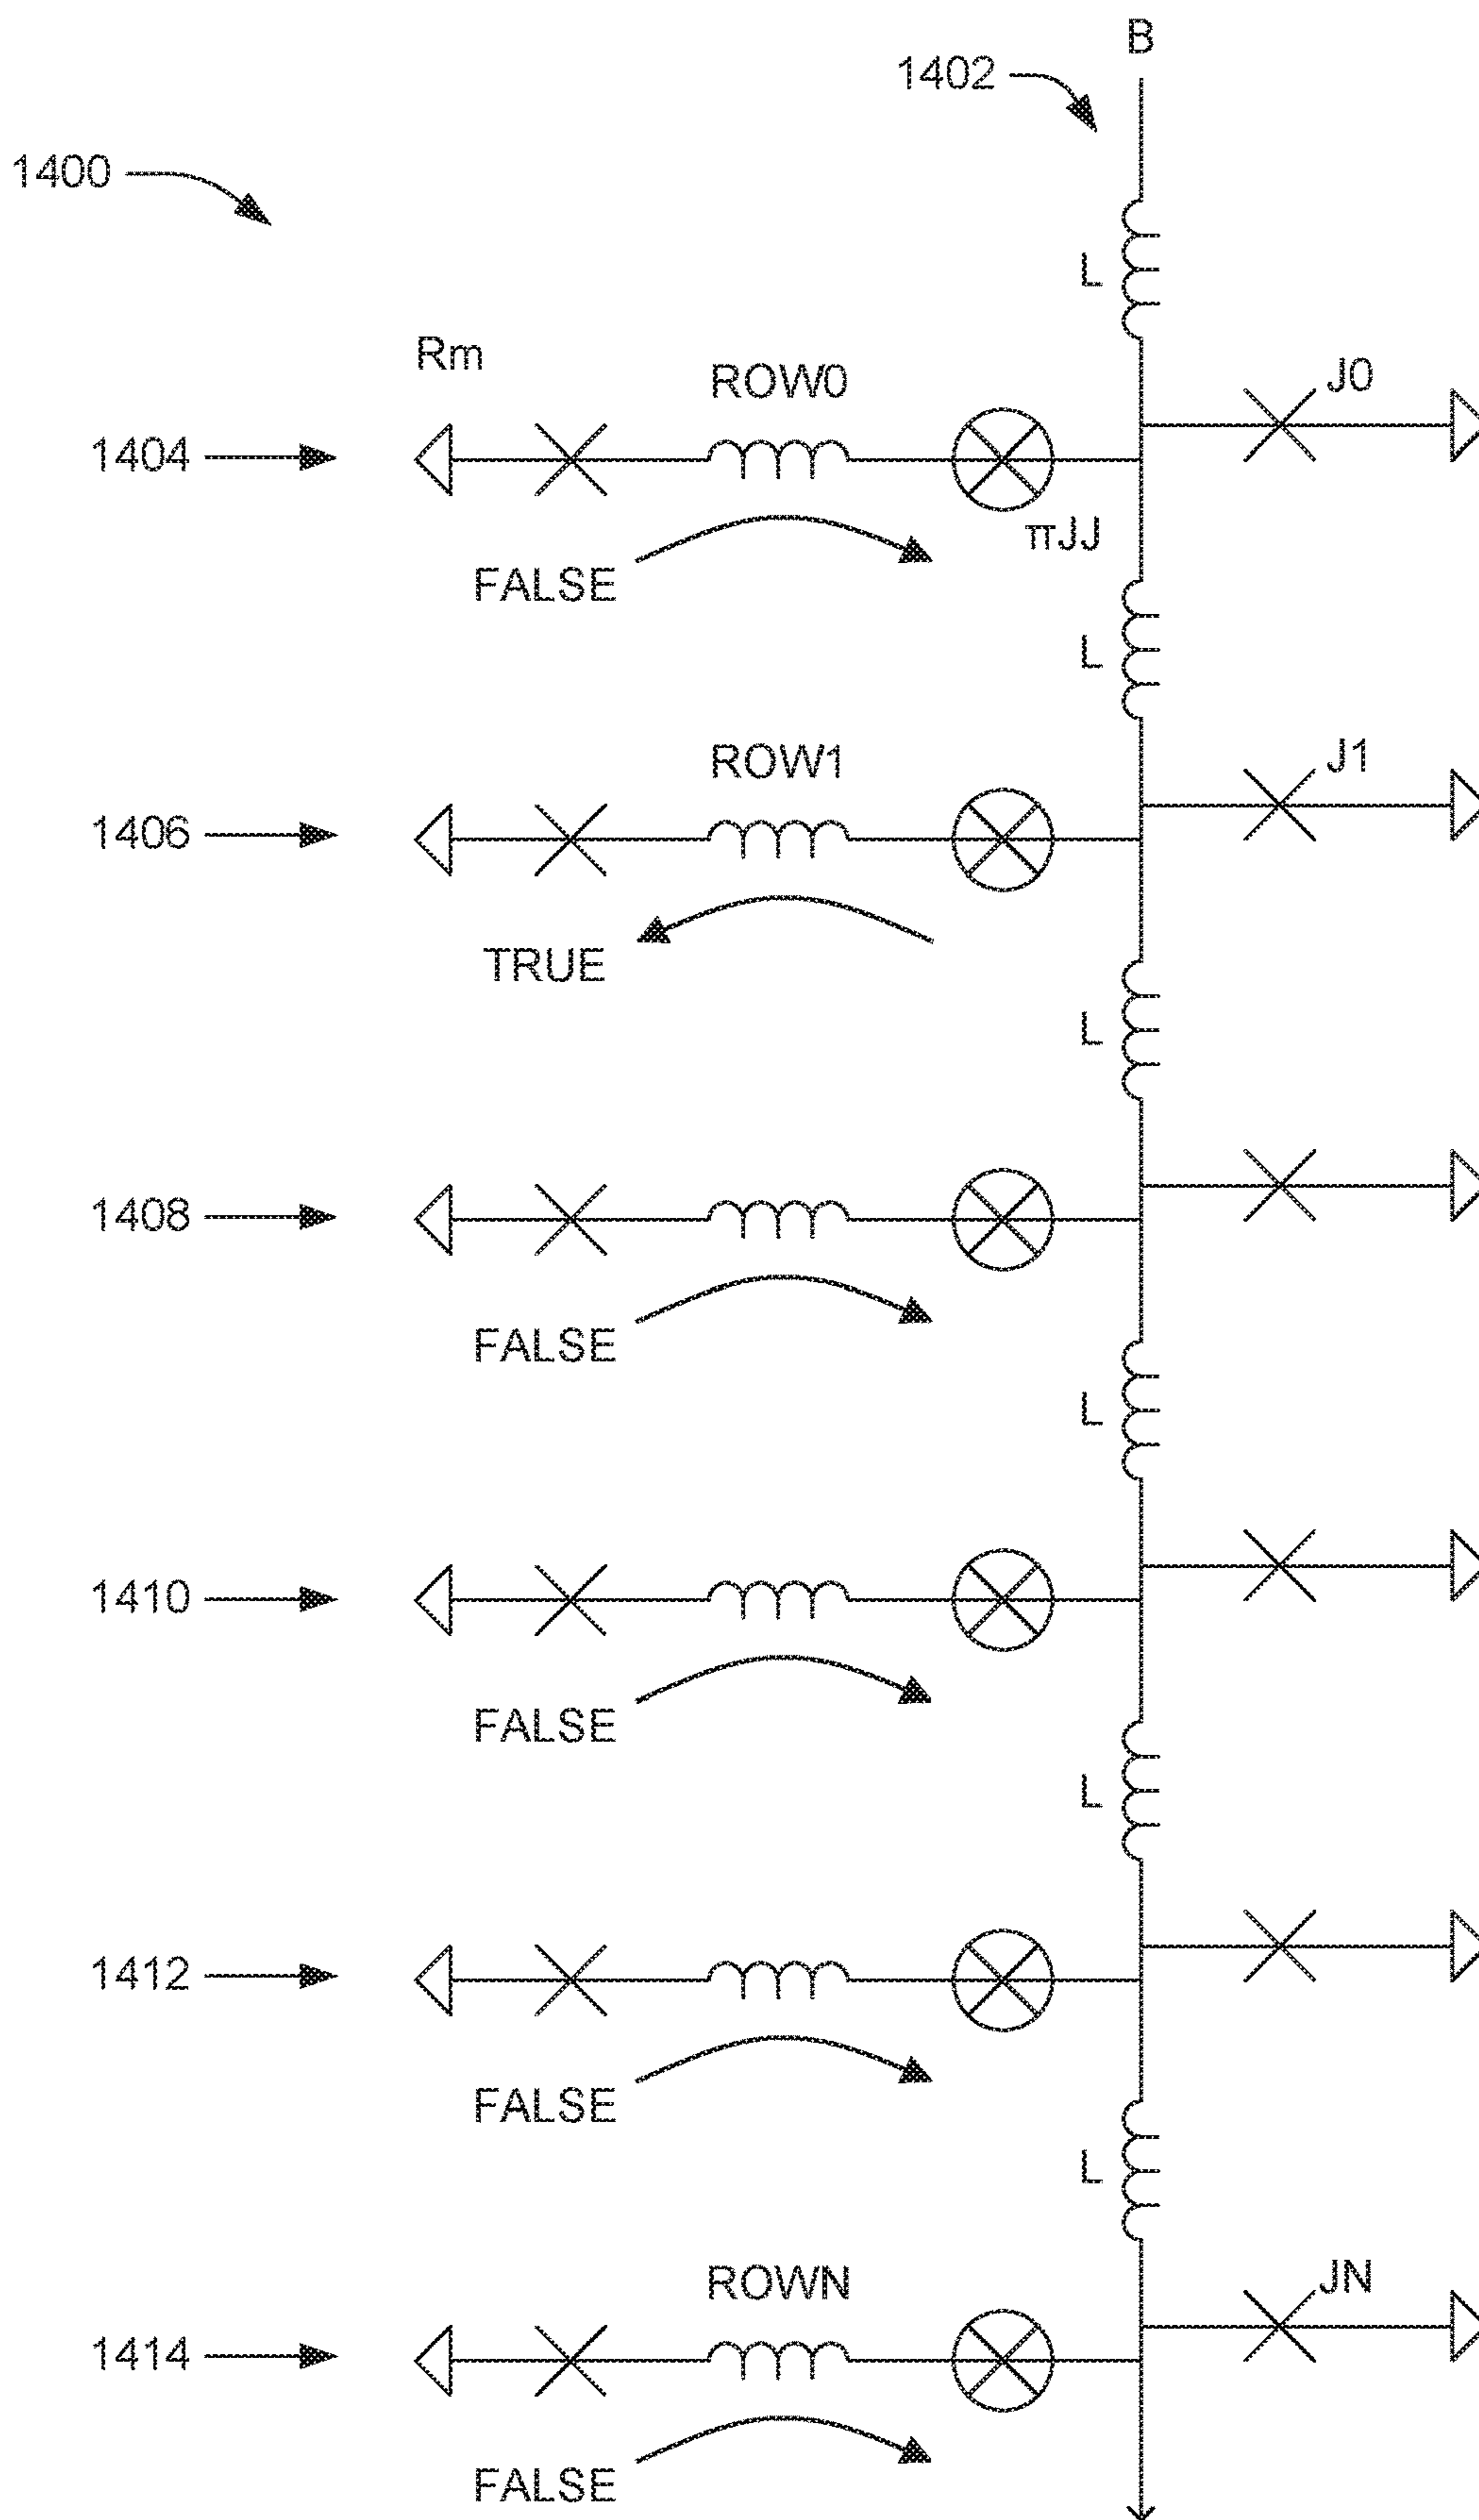 B
1402
1400
L
Rm
ROW0
J0
1404
πJJ
FALSE
L
ROW1
J1
1406
TRUE
L
1408
FALSE
L
1410
FALSE
L
1412
FALSE
L
ROWN
JN
1414
FALSE